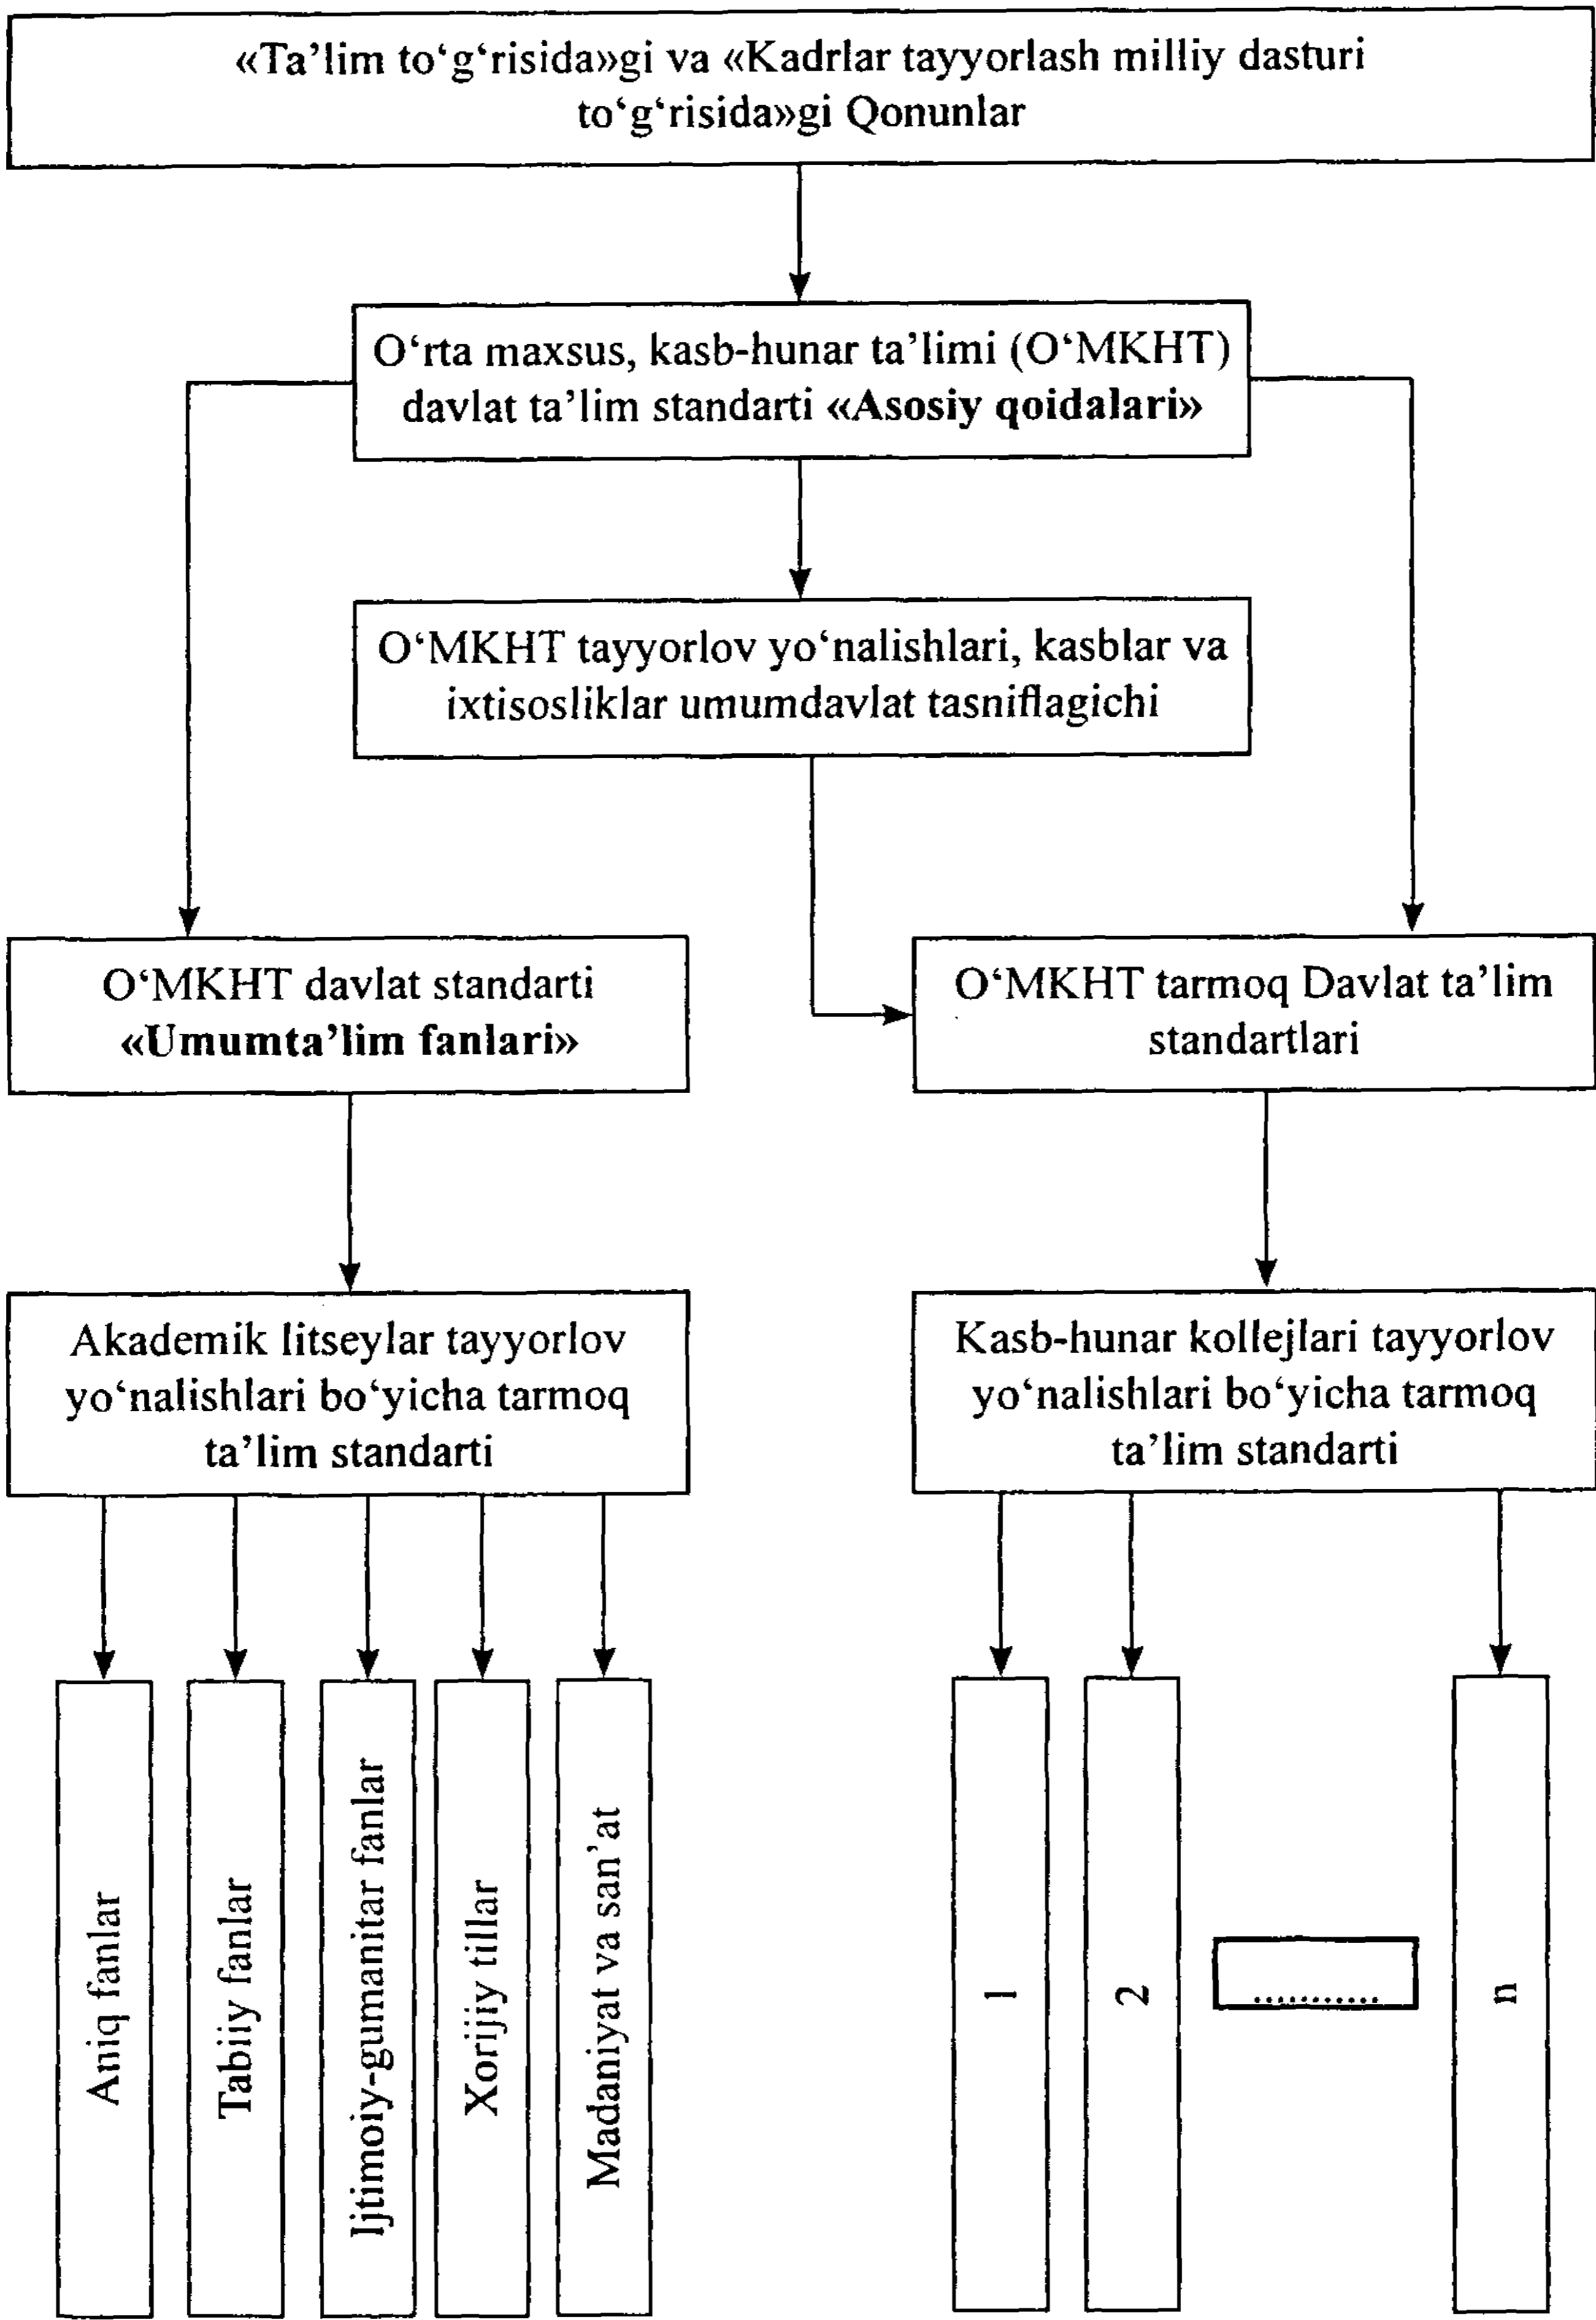 «Ta’lim to‘g‘risida»gi va «Kadrlar tayyorlash milliy dasturi
to‘g‘risida»gi Qonunlar
O‘rta maxsus, kasb-hunar ta’limi (O‘MKHT)
davlat ta’lim standarti «Asosiy qoidalari»
O‘MKHT tayyorlov yo‘nalishlari, kasblar va
ixtisosliklar umumdavlat tasniflagichi
O‘MKHT davlat standarti
«Umumta’lim fanlari»
O‘MKHT tarmoq Davlat ta’lim
standartlari
Akademik litseylar tayyorlov
yo‘nalishlari bo‘yicha tarmoq
ta’lim standarti
Kasb-hunar kollejlari tayyorlov
yo‘nalishlari bo‘yicha tarmoq
ta’lim standarti
Aniq fanlar
Tabiiy fanlar
Ijtimoiy-gumanitar fanlar
Xorijiy tillar
Madaniyat va san’at
1
2
...........
n